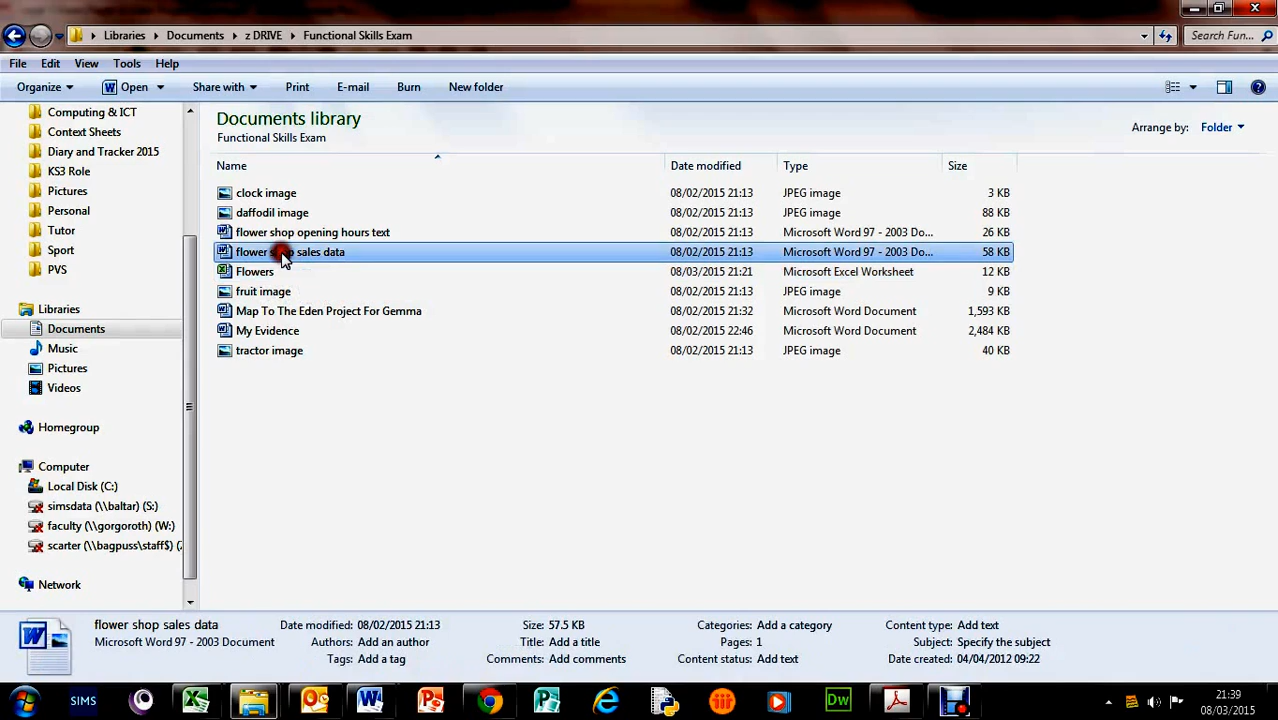 Libraries Documents z DRIVE Functional Skills Exam Search Fun...
File Edit View Tools Help
Organize Open Share with Print E-mail Burn New folder
Computing & ICT
Context Sheets
Diary and Tracker 2015
KS3 Role
Pictures
Personal
Tutor
Sport
PVS
Libraries
Documents
Music
Pictures
Videos
Homegroup
Computer
Local Disk (C:)
simsdata (\\baltar) (S:)
faculty (\\gorgoroth) (W:)
scarter (\\bagpuss\staff$) (
Network
Documents library
Functional Skills Exam
Arrange by: Folder
Name Date modified Type Size
clock image 08/02/2015 21:13 JPEG image 3 KB
daffodil image 08/02/2015 21:13 JPEG image 88 KB
flower shop opening hours text 08/02/2015 21:13 Microsoft Word 97 - 2003 Do... 26 KB
flower shop sales data 08/02/2015 21:13 Microsoft Word 97 - 2003 Do... 58 KB
Flowers 08/03/2015 21:21 Microsoft Excel Worksheet 12 KB
fruit image 08/02/2015 21:13 JPEG image 9 KB
Map To The Eden Project For Gemma 08/02/2015 21:32 Microsoft Word Document 1,593 KB
My Evidence 08/02/2015 22:46 Microsoft Word Document 2,484 KB
tractor image 08/02/2015 21:13 JPEG image 40 KB
flower shop sales data Date modified: 08/02/2015 21:13 Size: 57.5 KB Categories: Add a category Content type: Add text
Microsoft Word 97 - 2003 Document Authors: Add an author Title: Add a title Pages: 1 Subject: Specify the subject
Tags: Add a tag Comments: Add comments Content status: Add text Date created: 04/04/2012 09:22
SIMS
Dw
21:39
08/03/2015